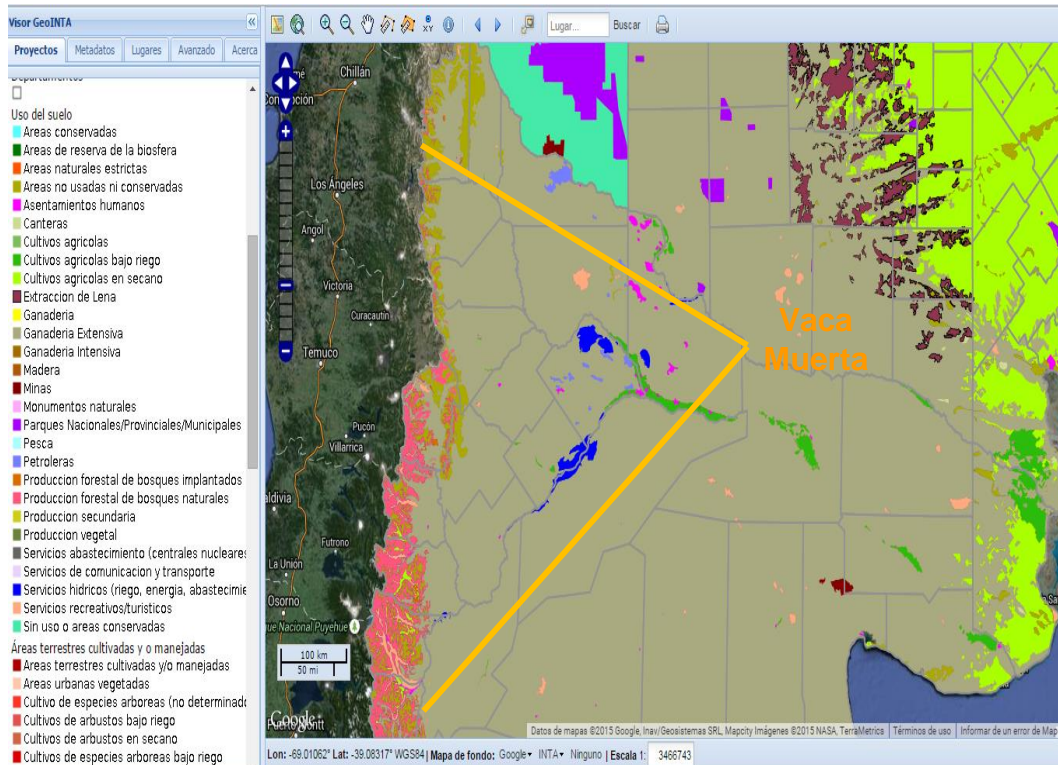 Visor GeoINTA
Proyectos
Metadatos
Lugares
Avanzado
Acerca
Lugar...
Buscar
XY
Departamentos
Uso del suelo
Areas conservadas
Areas de reserva de la biosfera
Areas naturales estrictas
Areas no usadas ni conservadas
Asentamientos humanos
Canteras
Cultivos agricolas
Cultivos agricolas bajo riego
Cultivos agricolas en secano
Extraccion de Lena
Ganaderia
Ganaderia Extensiva
Ganaderia Intensiva
Madera
Minas
Monumentos naturales
Parques Nacionales/Provinciales/Municipales
Pesca
Petroleras
Produccion forestal de bosques implantados
Produccion forestal de bosques naturales
Produccion secundaria
Produccion vegetal
Servicios abastecimiento (centrales nucleares
Servicios de comunicacion y transporte
Servicios hidricos (riego, energia, abastecimie
Servicios recreativos/turisticos
Sin uso o areas conservadas
Áreas terrestres cultivadas y o manejadas
Areas terrestres cultivadas y/o manejadas
Areas urbanas vegetadas
Cultivo de especies arboreas (no determinado
Cultivos de arbustos bajo riego
Cultivos de arbustos en secano
Cultivos de especies arboreas bajo riego
Chillán
Concepción
Los Ángeles
Angol
Victoria
Curacautín
Temuco
Pucón
Villarrica
aldivia
Futrono
La Unión
Osorno
que Nacional Puyehue
100 km
50 mi
Google
Puerto Montt
Vaca
Muerta
Datos de mapas ©2015 Google, Inav/Geosistemas SRL, Mapcity Imágenes ©2015 NASA, TerraMetrics
Términos de uso
Informar de un error de Map
Lon: -69.01062° Lat: -39.08317° WGS84 | Mapa de fondo: Google INTA Ninguno | Escala 1: 3466743